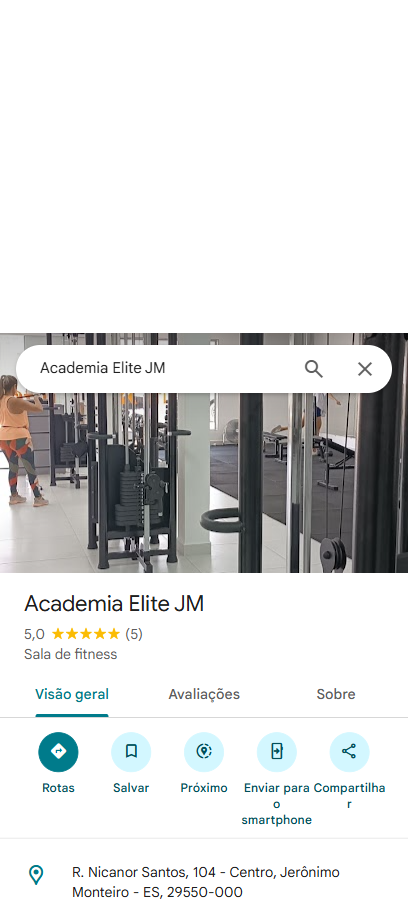 Academia Elite JM
Academia Elite JM
5,0 (5)
Sala de fitness
Visão geral Avaliações Sobre
Rotas Salvar Próximo Enviar para o smartphone Compartilhar
R. Nicanor Santos, 104 - Centro, Jerônimo
Monteiro - ES, 29550-000